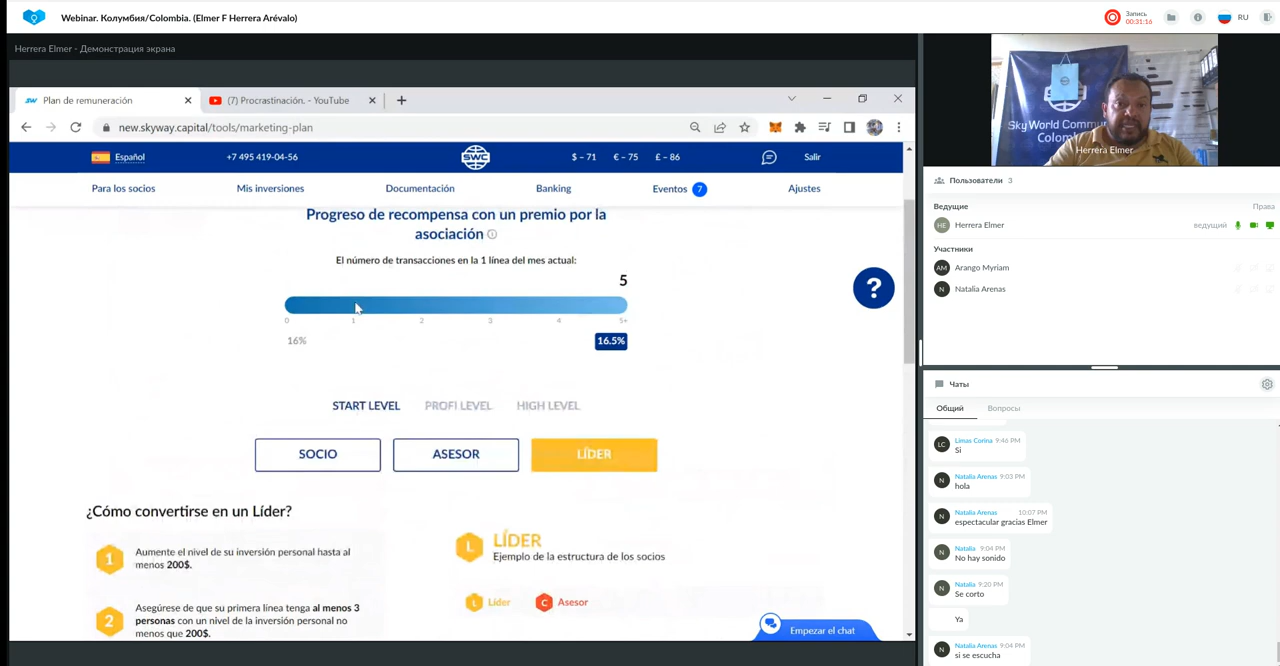 Webinar. Колумбия/Colombia. (Elmer F Herrera Arévalo)
Запись
00:31:16
RU
Herrera Elmer - Демонстрация экрана
Plan de remuneración
(7) Procrastinación. - YouTube
new.skyway.capital/tools/marketing-plan
Español
+7 495 419-04-56
SWC
$ – 71
€ – 75
£ – 86
Salir
Para los socios
Mis inversiones
Documentación
Banking
Eventos
7
Ajustes
Progreso de recompensa con un premio por la
asociación
El número de transacciones en la 1 línea del mes actual:
5
0
1
2
3
4
5+
16%
16.5%
?
START LEVEL
PROFI LEVEL
HIGH LEVEL
SOCIO
ASESOR
LÍDER
¿Cómo convertirse en un Líder?
1
Aumente el nivel de su inversión personal hasta al
menos 200$.
2
Asegúrese de que su primera línea tenga al menos 3
personas con un nivel de la inversión personal no
menos que 200$.
L
LÍDER
Ejemplo de la estructura de los socios
L
Líder
C
Asesor
Empezar el chat
Sky World Commu
Colom
Herrera Elmer
Пользователи 3
Ведущие
Права
HE
Herrera Elmer
ведущий
Участники
AM
Arango Myriam
N
Natalia Arenas
Чаты
Общий
Вопросы
LC
Limas Corina 9:46 PM
Si
N
Natalia Arenas 9:03 PM
hola
N
Natalia Arenas 10:07 PM
espectacular gracias Elmer
N
Natalia 9:04 PM
No hay sonido
N
Natalia 9:20 PM
Se corto
Ya
N
Natalia Arenas 9:04 PM
si se escucha